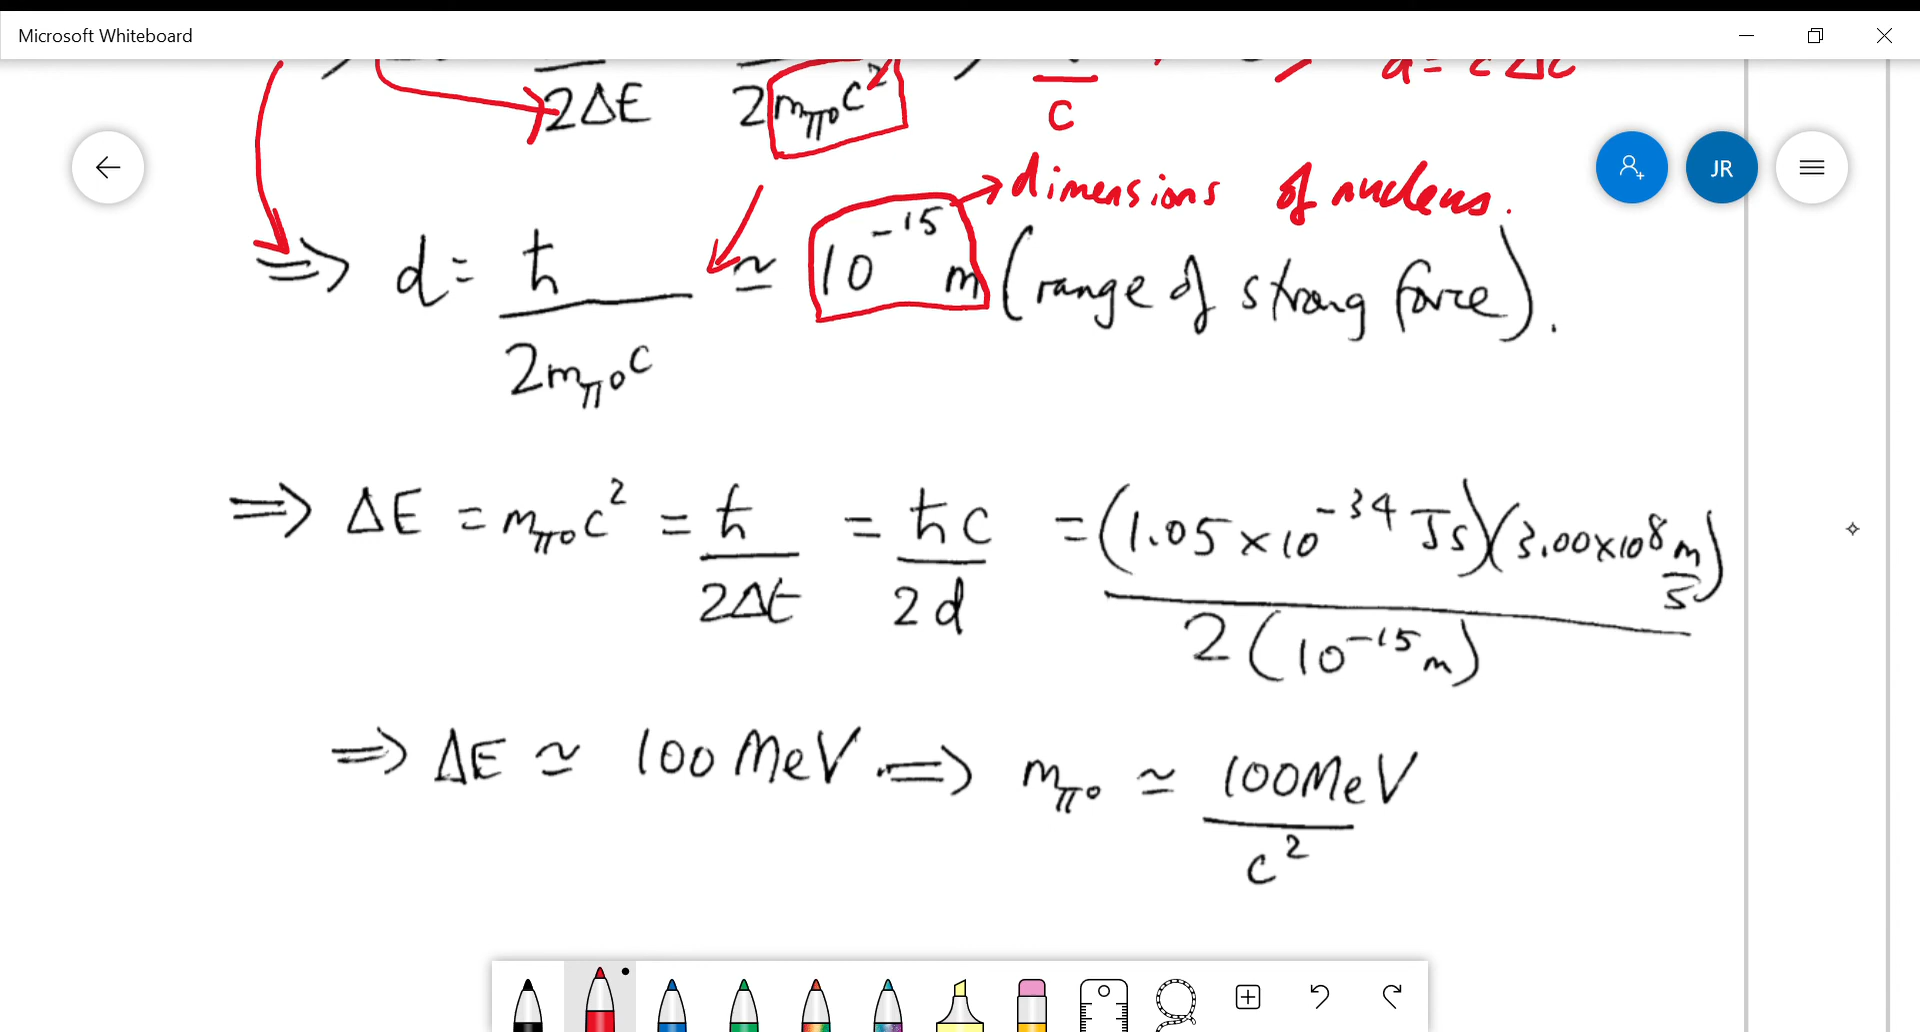 Microsoft Whiteboard
2ΔE 2m_π⁰c² c d = cΔt
JR
→ dimensions of nucleus.
⇒ d = ħ / 2m_π⁰c ≃ 10⁻¹⁵ m (range of strong force).
⇒ ΔE = m_π⁰c² = ħ / 2Δt = ħc / 2d = (1.05×10⁻³⁴ Js)(3.00×10⁸ m/s) / 2(10⁻¹⁵ m)
⇒ ΔE ≃ 100 MeV ⇒ m_π⁰ ≃ 100MeV / c²